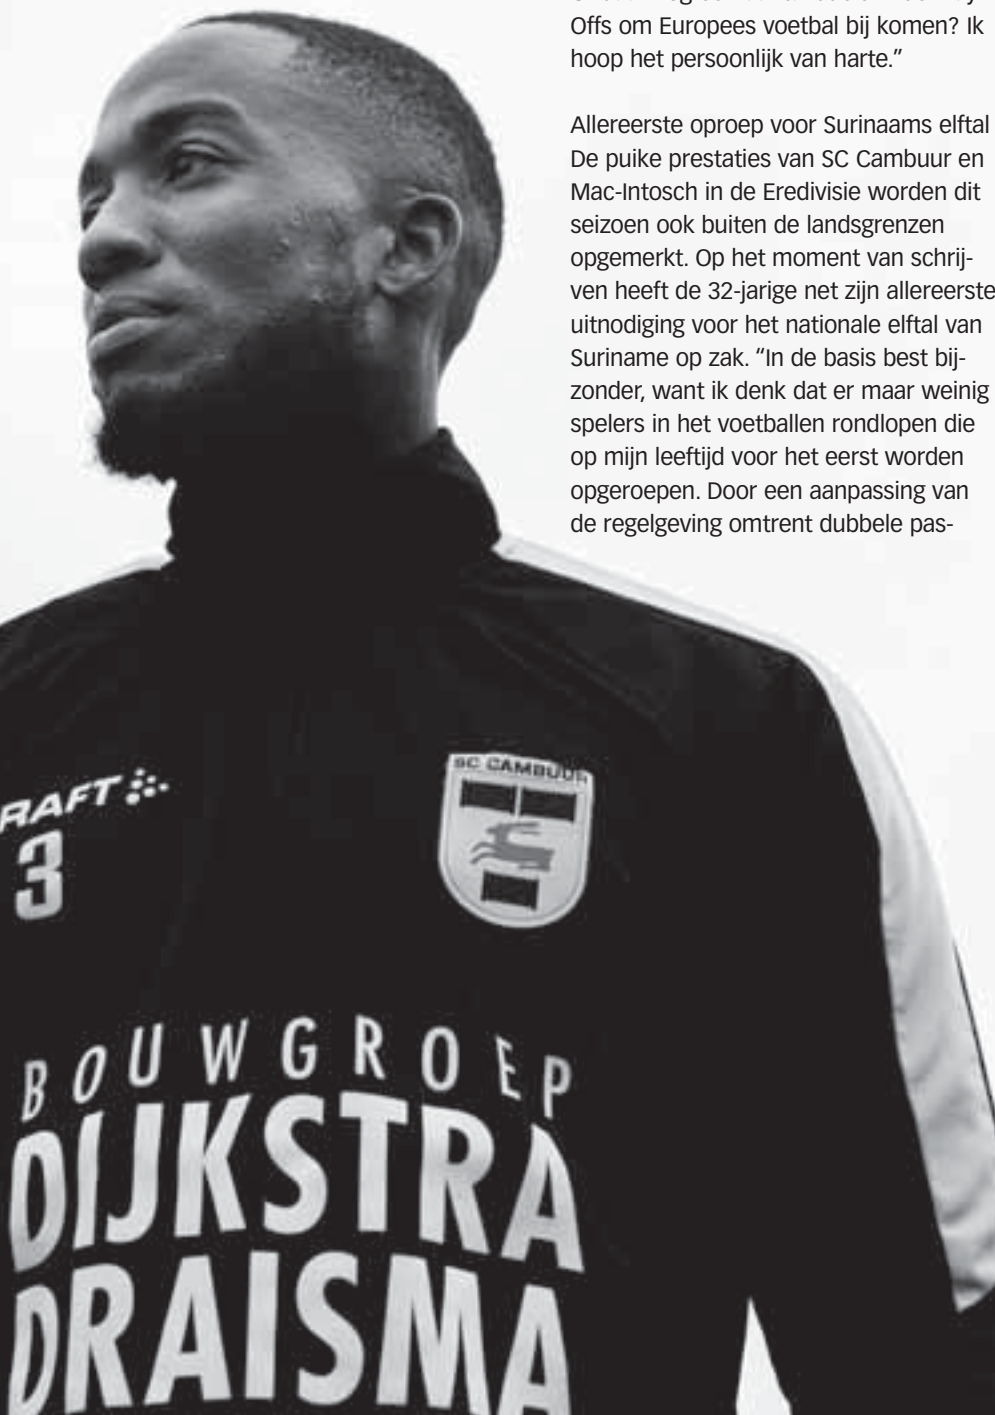 Offs om Europees voetbal bij komen? Ik
hoop het persoonlijk van harte.”
Allereerste oproep voor Surinaams elftal
De puike prestaties van SC Cambuur en
Mac-Intosch in de Eredivisie worden dit
seizoen ook buiten de landsgrenzen
opgemerkt. Op het moment van schrij-
ven heeft de 32-jarige net zijn allereerste
uitnodiging voor het nationale elftal van
Suriname op zak. “In de basis best bij-
zonder, want ik denk dat er maar weinig
spelers in het voetballen rondlopen die
op mijn leeftijd voor het eerst worden
opgeroepen. Door een aanpassing van
de regelgeving omtrent dubbele pas-
SC CAMBUUR
RAFT
3
BOUWGROEP
DIJKSTRA
DRAISMA